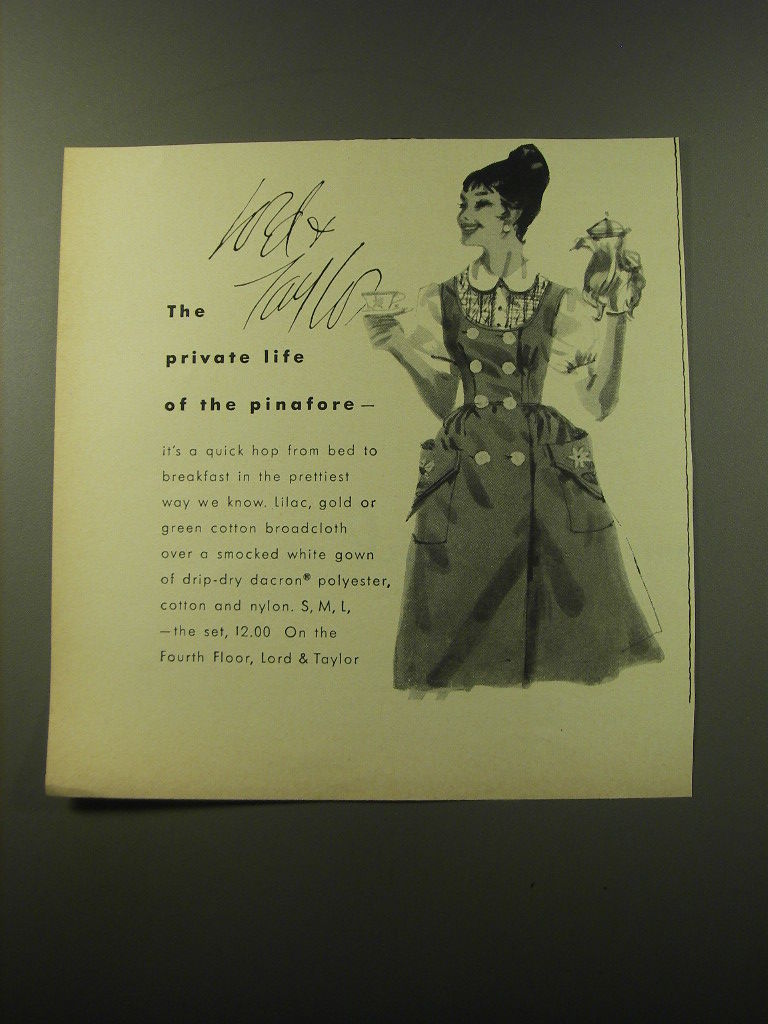 Lord &
Taylor
The
private life
of the pinafore —
it's a quick hop from bed to
breakfast in the prettiest
way we know. Lilac, gold or
green cotton broadcloth
over a smocked white gown
of drip-dry dacron® polyester,
cotton and nylon. S, M, L,
—the set, 12.00 On the
Fourth Floor, Lord & Taylor